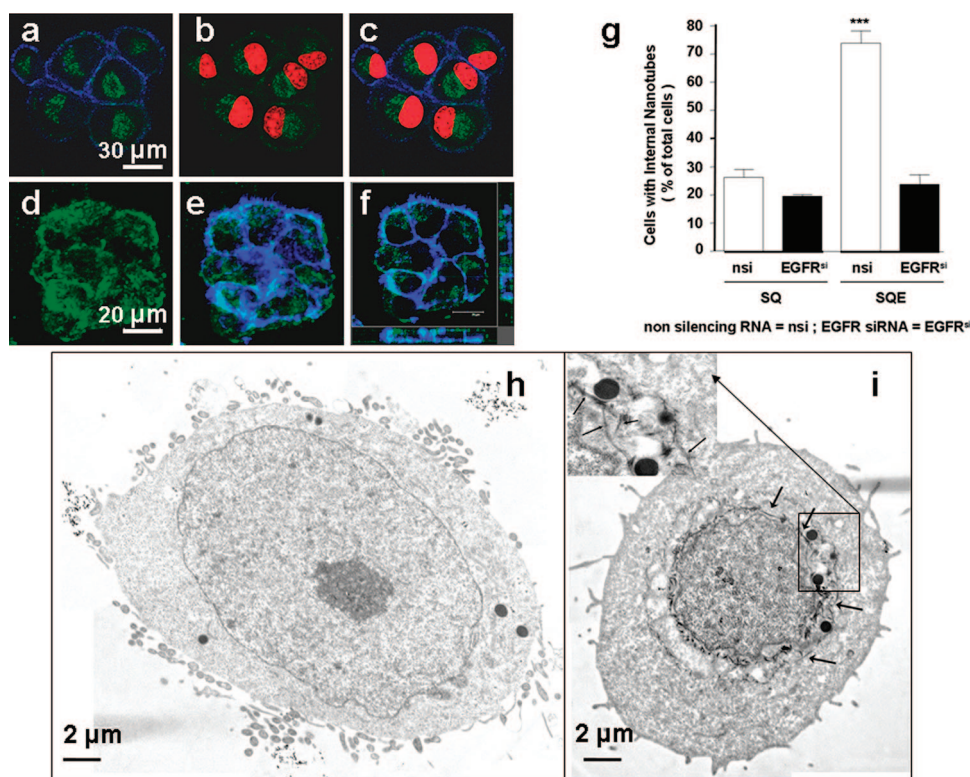 a
b
c
30 µm
d
e
f
20 µm
g
Cells with Internal Nanotubes
( % of total cells )
80
70
60
50
40
30
20
10
0
***
nsi EGFRsi nsi EGFRsi
SQ SQE
non silencing RNA = nsi ; EGFR siRNA = EGFRsi
h
2 µm
i
2 µm